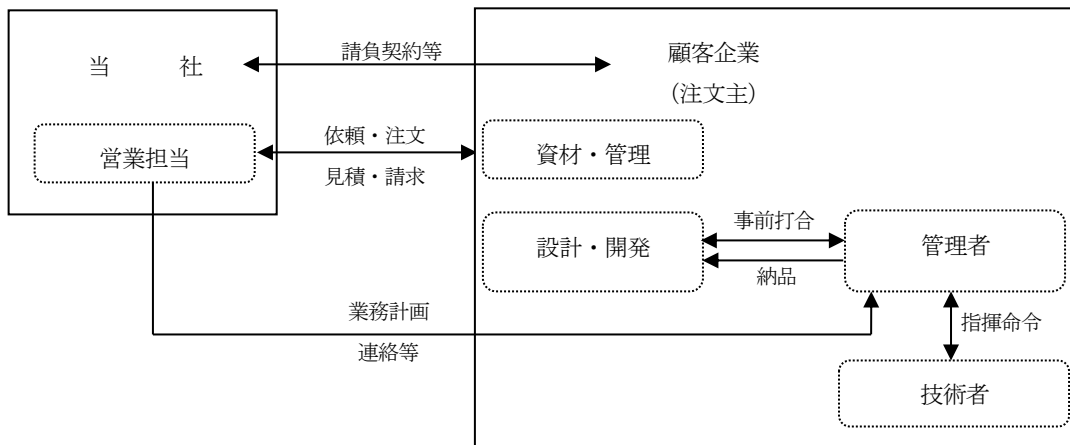 当　　　社
請負契約等
顧客企業
（注文主）
営業担当
依頼・注文
見積・請求
資材・管理
設計・開発
事前打合
納品
管理者
業務計画
連絡等
指揮命令
技術者